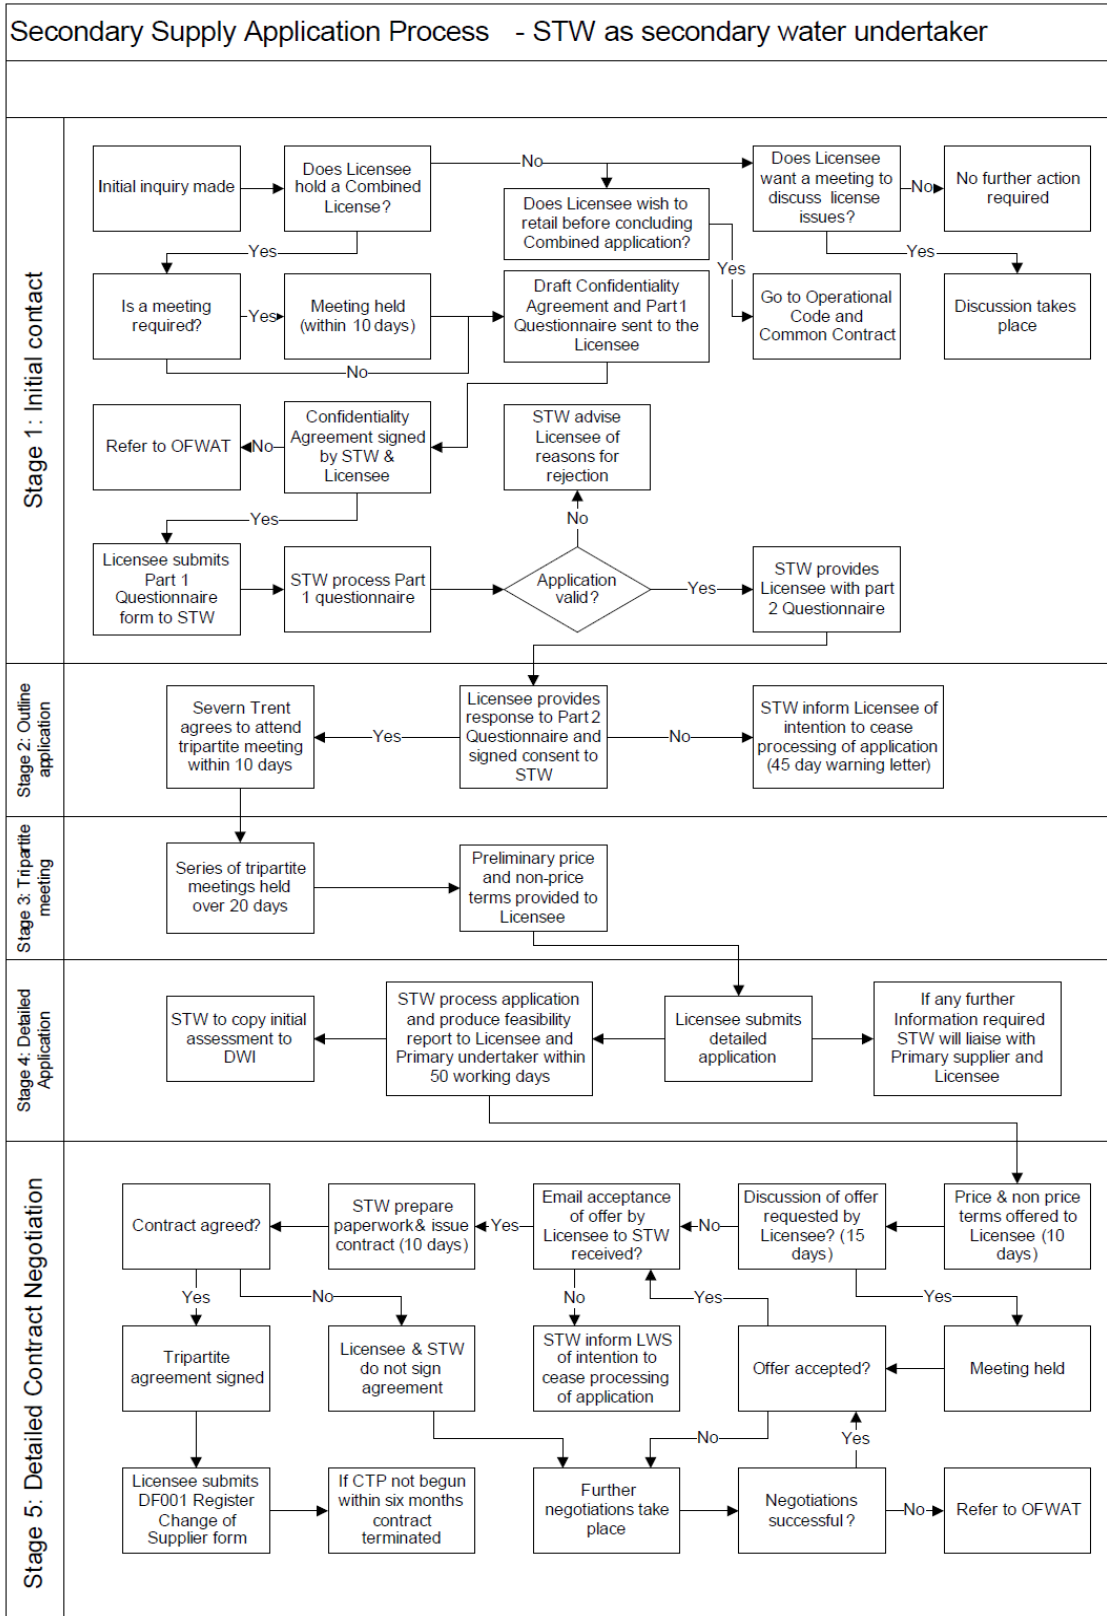 Secondary Supply Application Process - STW as secondary water undertaker
Stage 1: Initial contact
Initial inquiry made
Does Licensee
hold a Combined
License?
No
Does Licensee wish to
retail before concluding
Combined application?
Does Licensee
want a meeting to
discuss license
issues?
No
No further action
required
Yes
Yes
Yes
Is a meeting
required?
Yes
Meeting held
(within 10 days)
Draft Confidentiality
Agreement and Part 1
Questionnaire sent to the
Licensee
Go to Operational
Code and
Common Contract
Discussion takes
place
No
Refer to OFWAT
No
Confidentiality
Agreement signed
by STW &
Licensee
STW advise
Licensee of
reasons for
rejection
Yes
No
Licensee submits
Part 1
Questionnaire
form to STW
STW process Part
1 questionnaire
Application
valid?
Yes
STW provides
Licensee with part
2 Questionnaire
Stage 2: Outline
application
Severn Trent
agrees to attend
tripartite meeting
within 10 days
Yes
Licensee provides
response to Part 2
Questionnaire and
signed consent to
STW
No
STW inform Licensee of
intention to cease
processing of application
(45 day warning letter)
Stage 3: Tripartite
meeting
Series of tripartite
meetings held
over 20 days
Preliminary price
and non-price
terms provided to
Licensee
Stage 4: Detailed
Application
STW to copy initial
assessment to
DWI
STW process application
and produce feasibility
report to Licensee and
Primary undertaker within
50 working days
Licensee submits
detailed
application
If any further
Information required
STW will liaise with
Primary supplier and
Licensee
Stage 5: Detailed Contract Negotiation
Contract agreed?
STW prepare
paperwork & issue
contract (10 days)
Yes
Email acceptance
of offer by
Licensee to STW
received?
No
Discussion of offer
requested by
Licensee? (15
days)
Price & non price
terms offered to
Licensee (10
days)
Yes
No
No
Yes
Yes
Tripartite
agreement signed
Licensee & STW
do not sign
agreement
STW inform LWS
of intention to
cease processing
of application
Offer accepted?
Meeting held
No
Yes
Licensee submits
DF001 Register
Change of
Supplier form
If CTP not begun
within six months
contract
terminated
Further
negotiations take
place
Negotiations
successful?
No
Refer to OFWAT